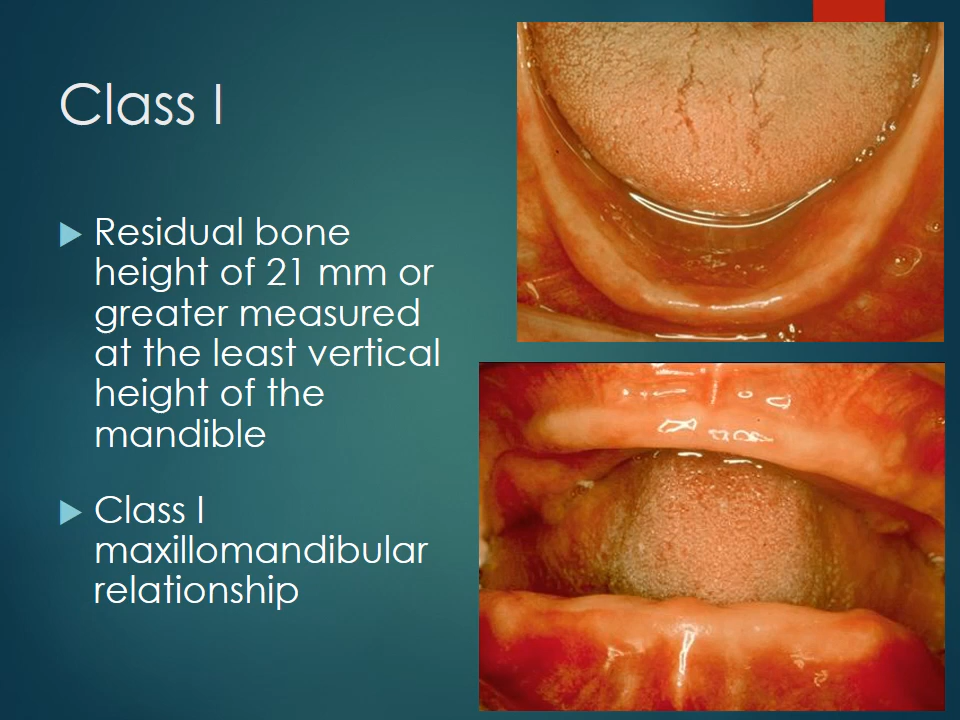 Class I
Residual bone
height of 21 mm or
greater measured
at the least vertical
height of the
mandible
Class I
maxillomandibular
relationship